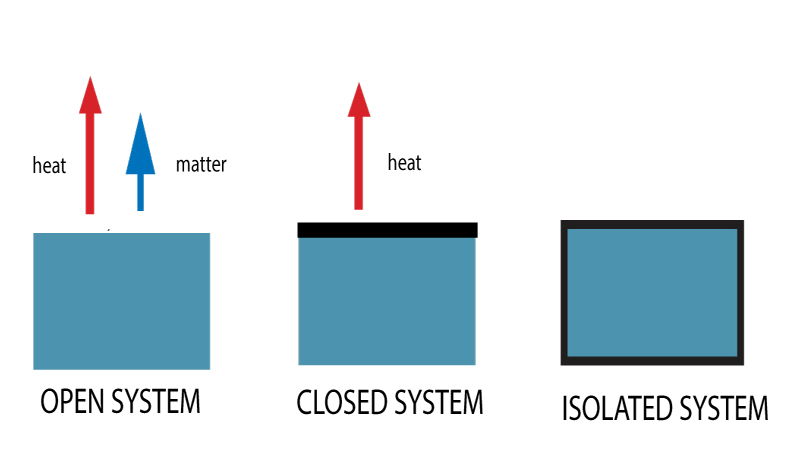 heat
matter
heat
OPEN SYSTEM
CLOSED SYSTEM
ISOLATED SYSTEM